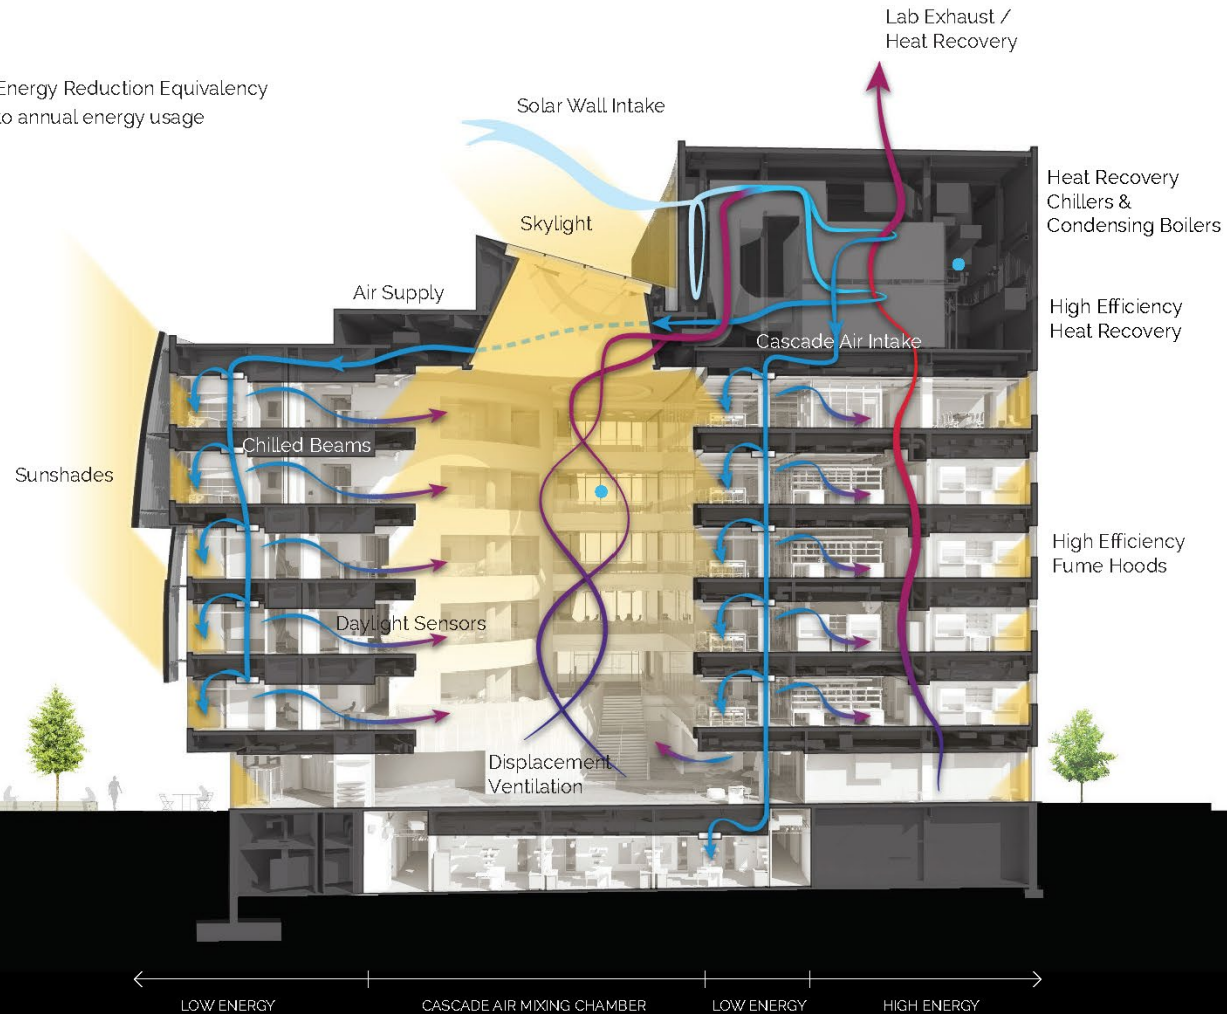 Lab Exhaust /
Heat Recovery
Energy Reduction Equivalency
to annual energy usage
Solar Wall Intake
Heat Recovery
Chillers &
Condensing Boilers
Skylight
Air Supply
High Efficiency
Heat Recovery
Cascade Air Intake
Chilled Beams
Sunshades
High Efficiency
Fume Hoods
Daylight Sensors
Displacement
Ventilation
LOW ENERGY
CASCADE AIR MIXING CHAMBER
LOW ENERGY
HIGH ENERGY